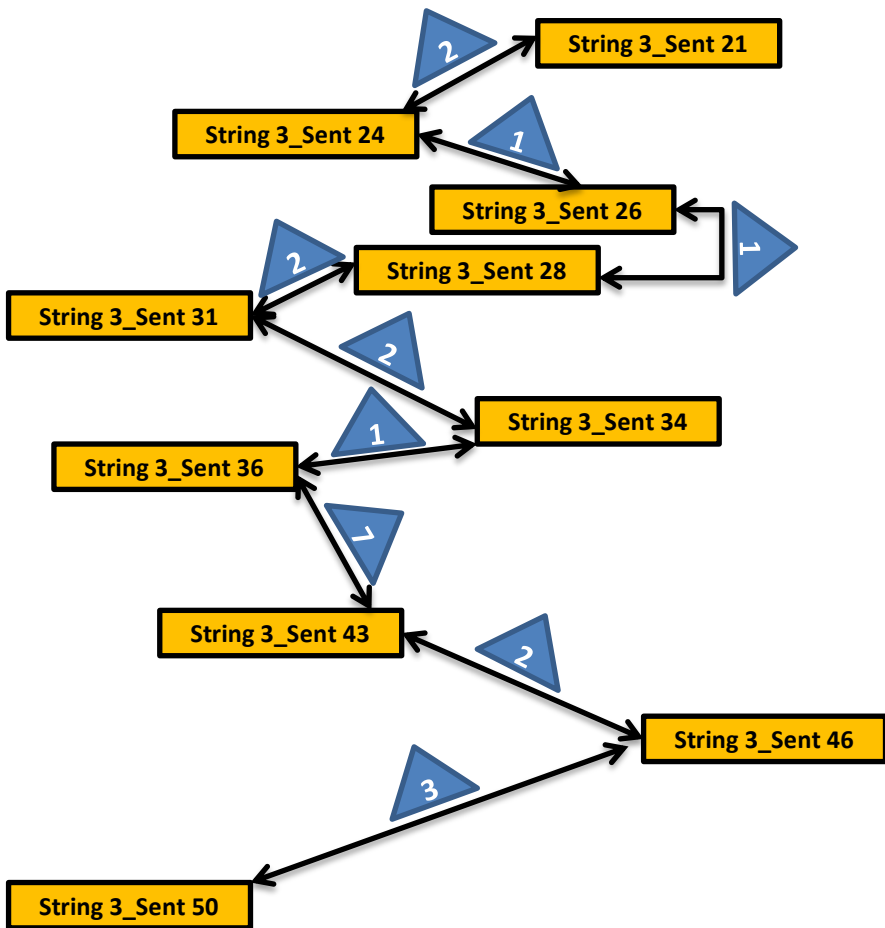 String 3_Sent 21
2
String 3_Sent 24
1
String 3_Sent 26
1
2
String 3_Sent 28
String 3_Sent 31
2
String 3_Sent 34
1
String 3_Sent 36
7
String 3_Sent 43
2
String 3_Sent 46
3
String 3_Sent 50